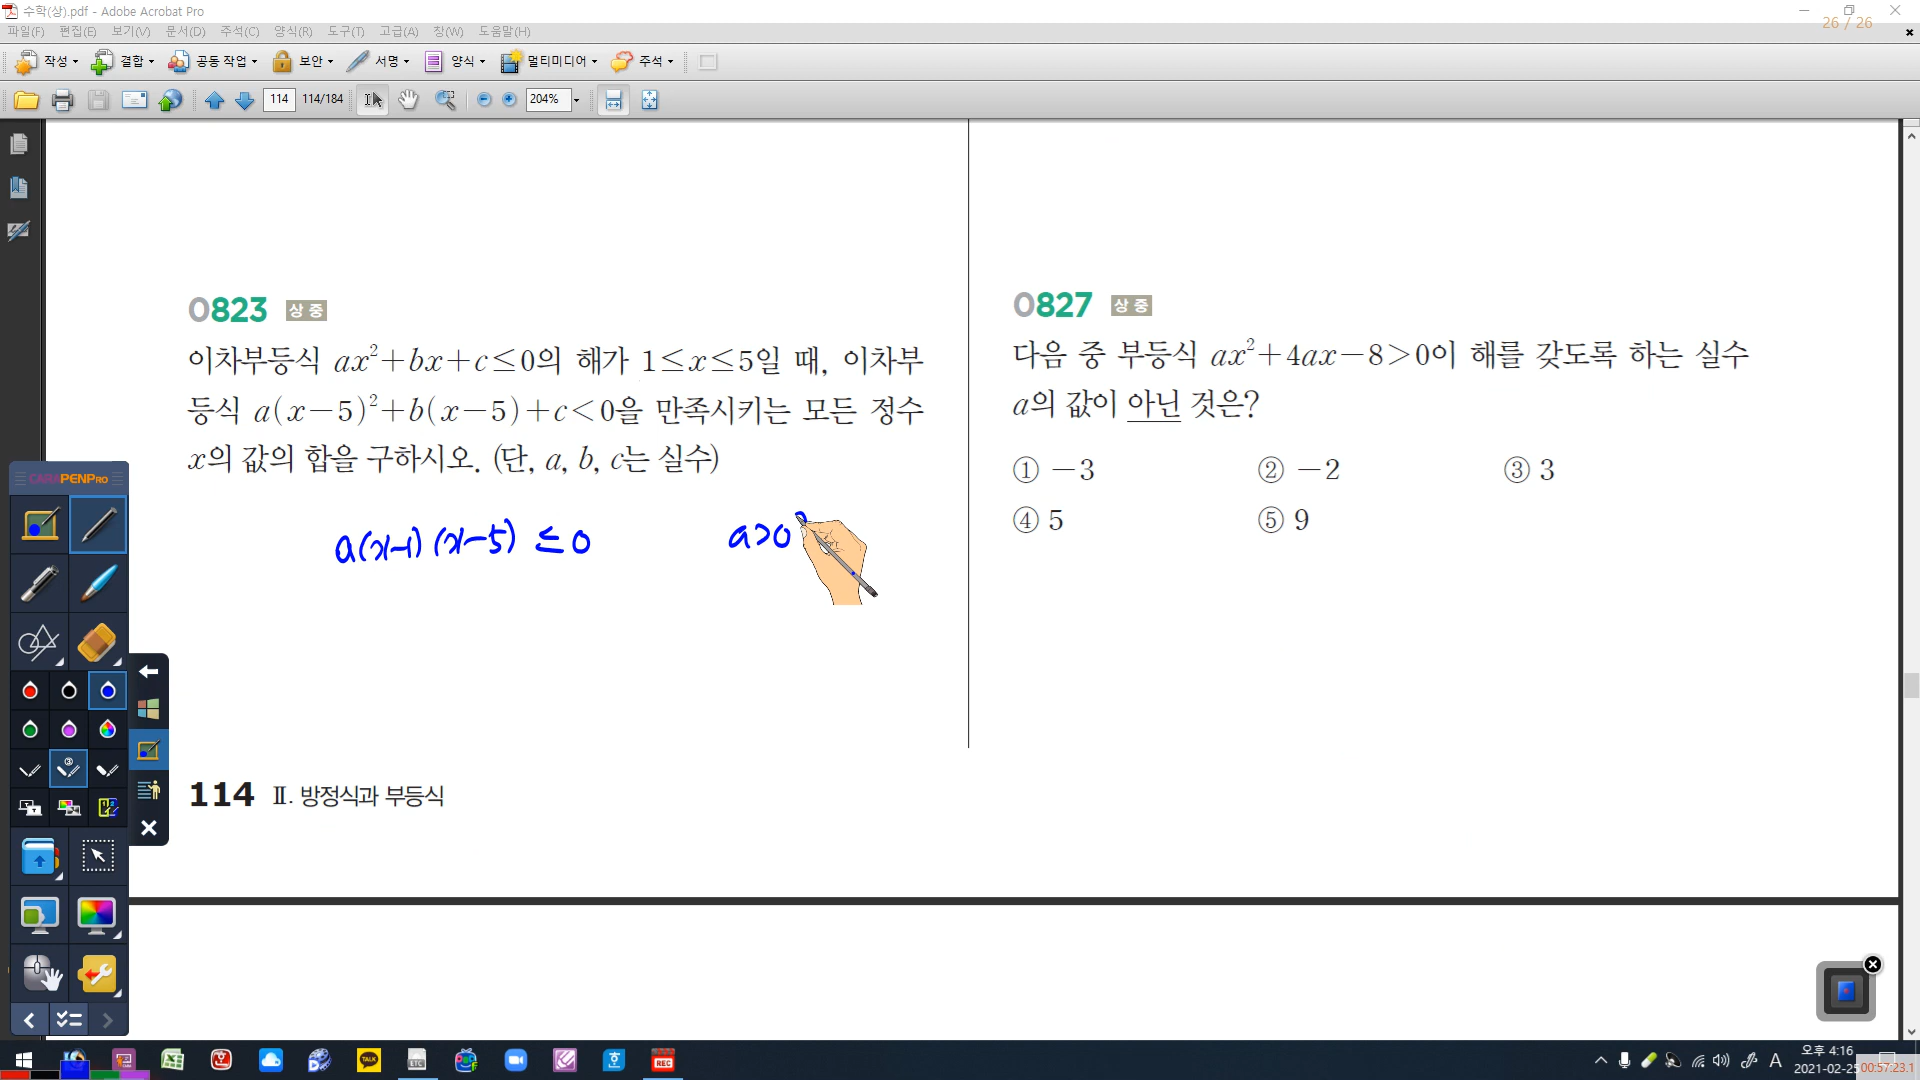 수학(상).pdf - Adobe Acrobat Pro
26 / 26
파일(F) 편집(E) 보기(V) 문서(D) 주석(C) 양식(R) 도구(T) 고급(A) 창(W) 도움말(H)
작성 결합 공동 작업 보안 서명 양식 멀티미디어 주석
114 114/184 204%
0823 상 중
이차부등식 ax²+bx+c≤0의 해가 1≤x≤5일 때, 이차부
등식 a(x-5)²+b(x-5)+c<0을 만족시키는 모든 정수
x의 값의 합을 구하시오. (단, a, b, c는 실수)
a(x-1)(x-5) ≤0
a>0
114 Ⅱ. 방정식과 부등식
0827 상 중
다음 중 부등식 ax²+4ax-8>0이 해를 갖도록 하는 실수
a의 값이 아닌 것은?
① -3 ② -2 ③ 3
④ 5 ⑤ 9
PENPRO
TALK
LTC
REC
A
오후 4:16
2021-02-25
00:57:23.1